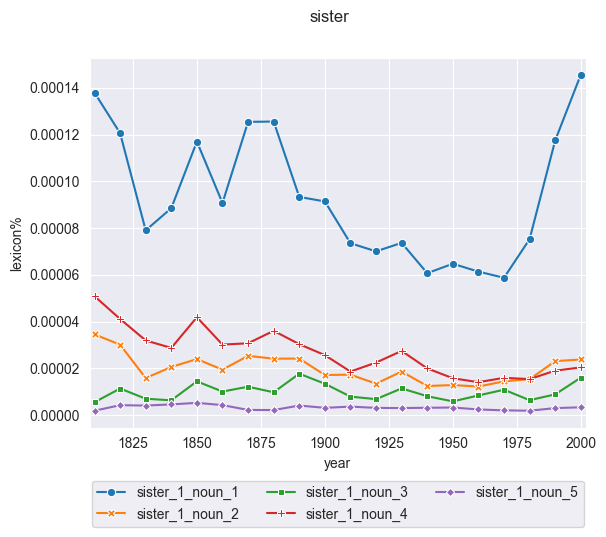 sister
0.00014
0.00012
0.00010
0.00008
0.00006
0.00004
0.00002
0.00000
lexicon%
1825 1850 1875 1900 1925 1950 1975 2000
year
sister_1_noun_1 sister_1_noun_3 sister_1_noun_5
sister_1_noun_2 sister_1_noun_4